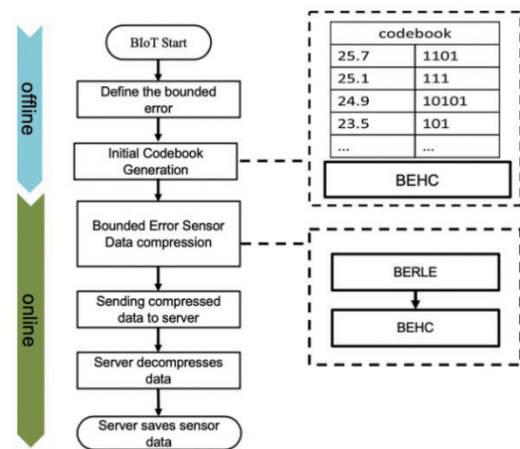 offline
online
BIoT Start
Define the bounded
error
Initial Codebook
Generation
Bounded Error Sensor
Data compression
Sending compressed
data to server
Server decompresses
data
Server saves sensor
data
codebook
25.7 1101
25.1 111
24.9 10101
23.5 101
... ...
BEHC
BERLE
BEHC